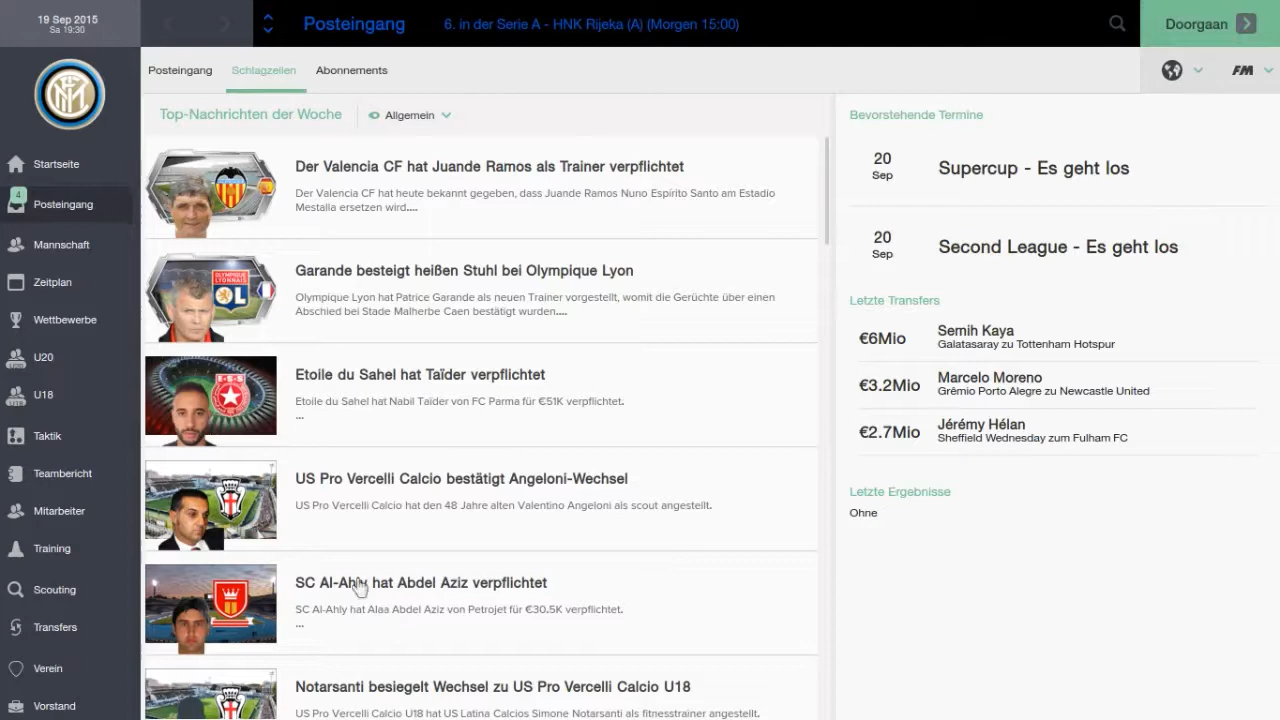 19 Sep 2015
Sa 19:30
Posteingang
6. in der Serie A - HNK Rijeka (A) (Morgen 15:00)
Doorgaan
Posteingang
Schlagzeilen
Abonnements
FM
Startseite
4
Posteingang
Mannschaft
Zeitplan
Wettbewerbe
U20
U18
Taktik
Teambericht
Mitarbeiter
Training
Scouting
Transfers
Verein
Vorstand
Top-Nachrichten der Woche
Allgemein
Der Valencia CF hat Juande Ramos als Trainer verpflichtet
Der Valencia CF hat heute bekannt gegeben, dass Juande Ramos Nuno Espírito Santo am Estadio
Mestalla ersetzen wird....
Garande besteigt heißen Stuhl bei Olympique Lyon
Olympique Lyon hat Patrice Garande als neuen Trainer vorgestellt, womit die Gerüchte über einen
Abschied bei Stade Malherbe Caen bestätigt wurden....
OLYMPIQUE
LYONNAIS
OL
Etoile du Sahel hat Taïder verpflichtet
Etoile du Sahel hat Nabil Taïder von FC Parma für €51K verpflichtet.
...
ESS
US Pro Vercelli Calcio bestätigt Angeloni-Wechsel
US Pro Vercelli Calcio hat den 48 Jahre alten Valentino Angeloni als scout angestellt.
SC Al-Ahly hat Abdel Aziz verpflichtet
SC Al-Ahly hat Alaa Abdel Aziz von Petrojet für €30.5K verpflichtet.
...
Notarsanti besiegelt Wechsel zu US Pro Vercelli Calcio U18
US Pro Vercelli Calcio U18 hat US Latina Calcios Simone Notarsanti als fitnesstrainer angestellt.
Bevorstehende Termine
20
Sep
Supercup - Es geht los
20
Sep
Second League - Es geht los
Letzte Transfers
€6Mio
Semih Kaya
Galatasaray zu Tottenham Hotspur
€3.2Mio
Marcelo Moreno
Grêmio Porto Alegre zu Newcastle United
€2.7Mio
Jérémy Hélan
Sheffield Wednesday zum Fulham FC
Letzte Ergebnisse
Ohne